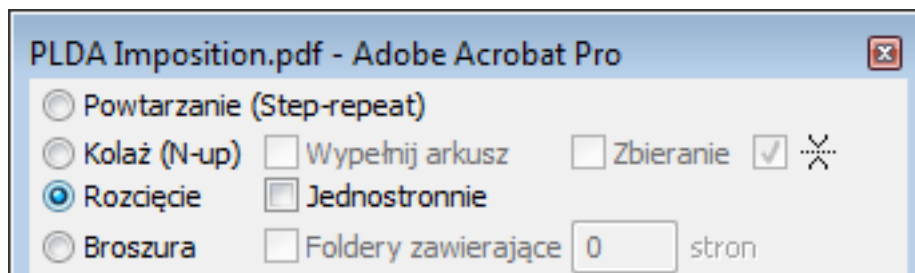 PLDA Imposition.pdf - Adobe Acrobat Pro
Powtarzanie (Step-repeat)
Kolaż (N-up) Wypełnij arkusz Zbieranie
Rozcięcie Jednostronnie
Broszura Foldery zawierające 0 stron